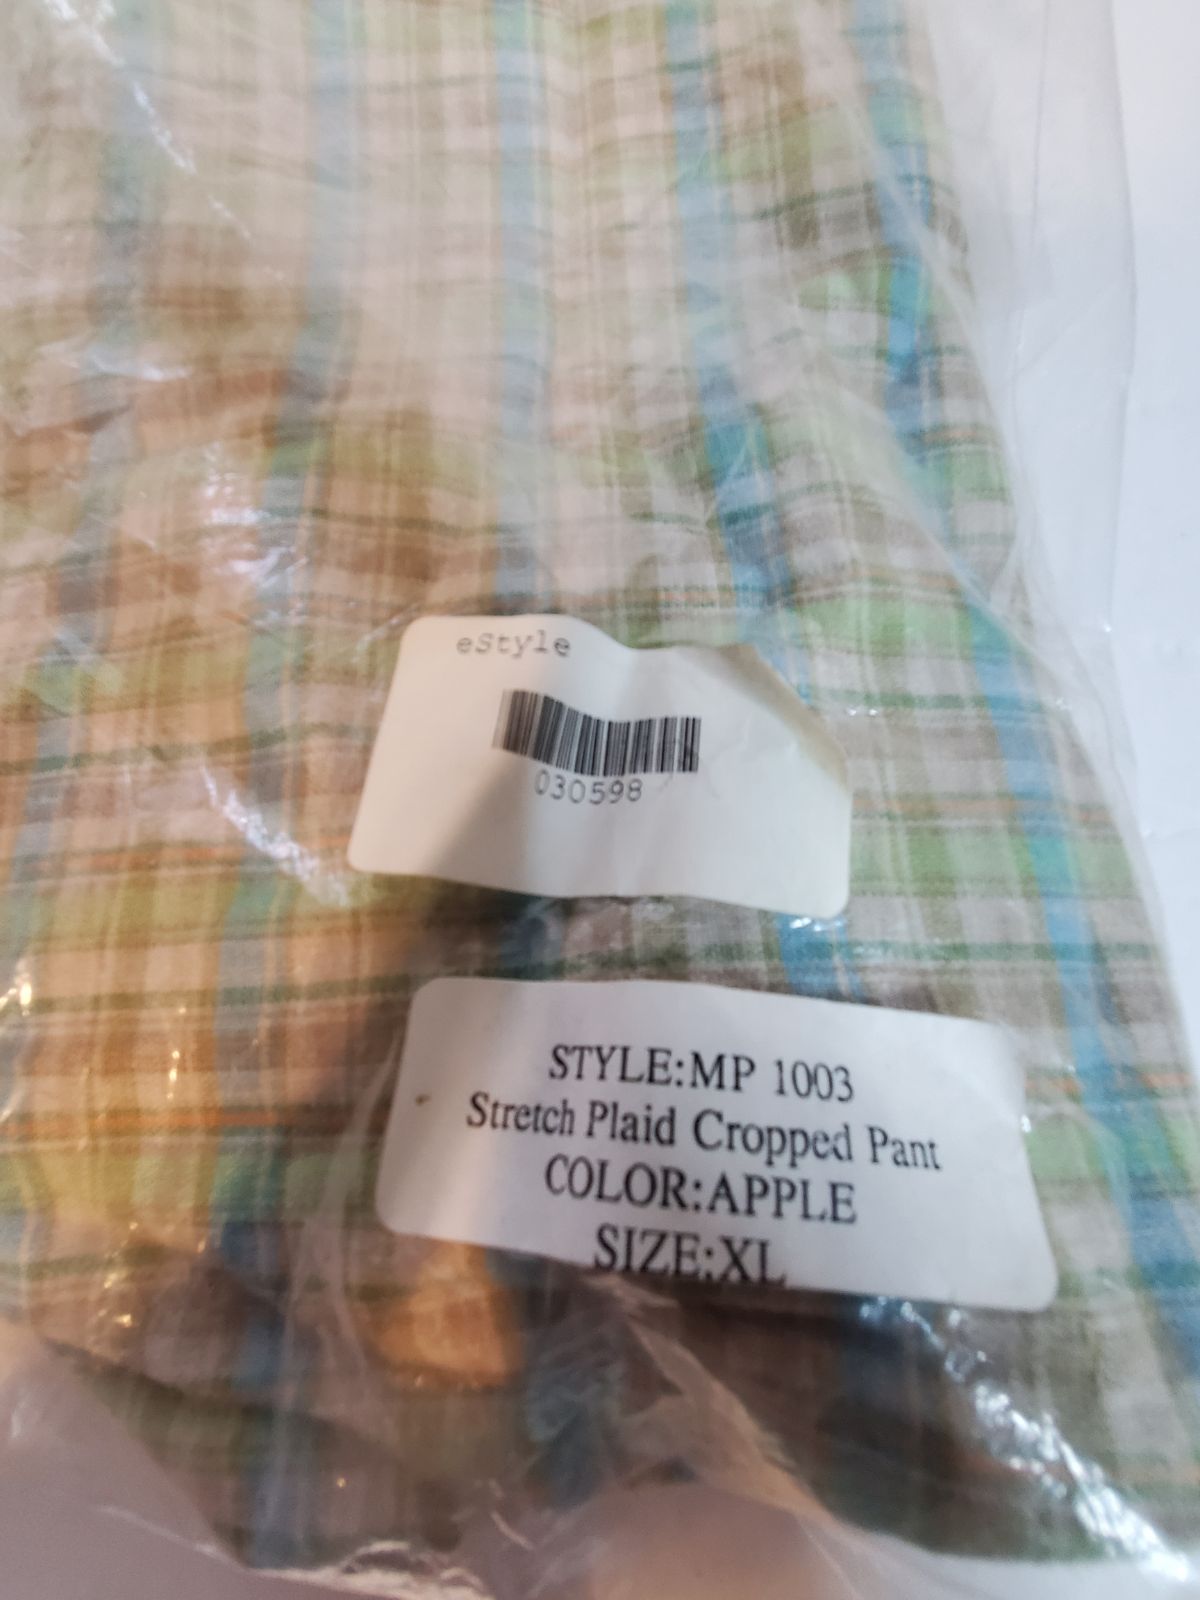 eStyle
030598
STYLE:MP 1003
Stretch Plaid Cropped Pant
COLOR:APPLE
SIZE:XL